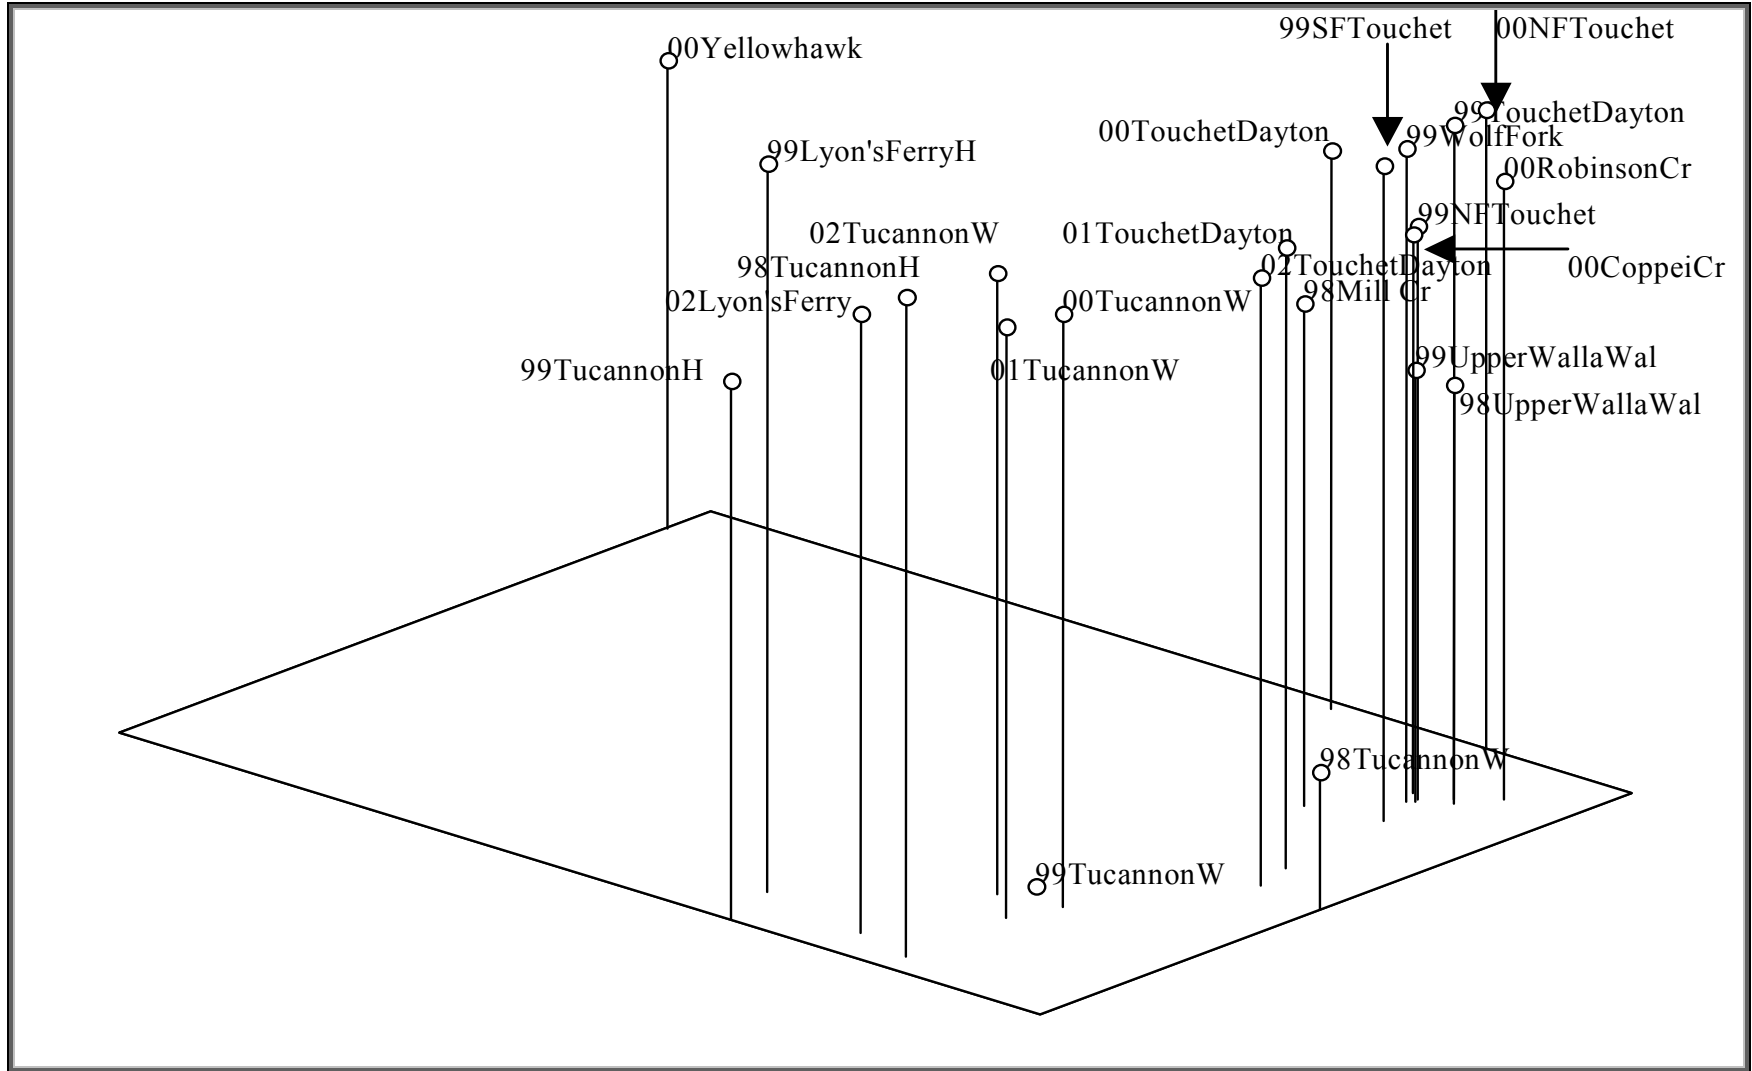 99SFTouchet
00NFTouchet
00Yellowhawk
99TouchetDayton
00TouchetDayton
99WolfFork
99Lyon'sFerryH
00RobinsonCr
99NFTouchet
02TucannonW
01TouchetDayton
98TucannonH
02TouchetDayton
00CoppeiCr
98Mill Cr
02Lyon'sFerry
00TucannonW
99UpperWallaWal
99TucannonH
01TucannonW
98UpperWallaWal
98TucannonW
99TucannonW